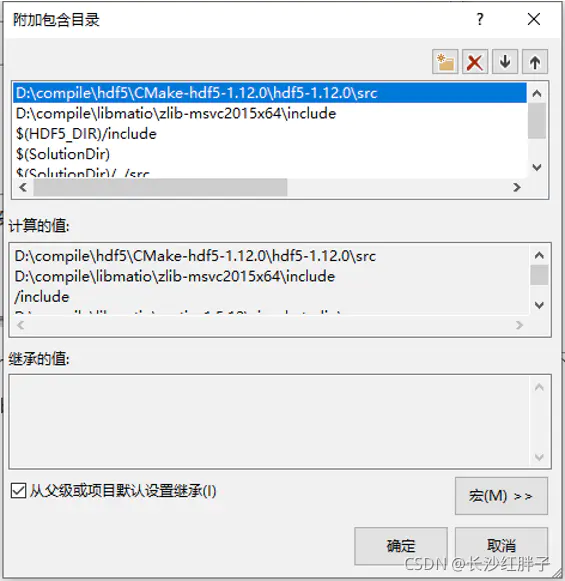 附加包含目录
D:\compile\hdf5\CMake-hdf5-1.12.0\hdf5-1.12.0\src
D:\compile\libmatio\zlib-msvc2015x64\include
$(HDF5_DIR)/include
$(SolutionDir)
$(SolutionDir)/../src
计算的值:
D:\compile\hdf5\CMake-hdf5-1.12.0\hdf5-1.12.0\src
D:\compile\libmatio\zlib-msvc2015x64\include
/include
继承的值:
从父级或项目默认设置继承(I)
宏(M) >>
确定
取消
CSDN @长沙红胖子